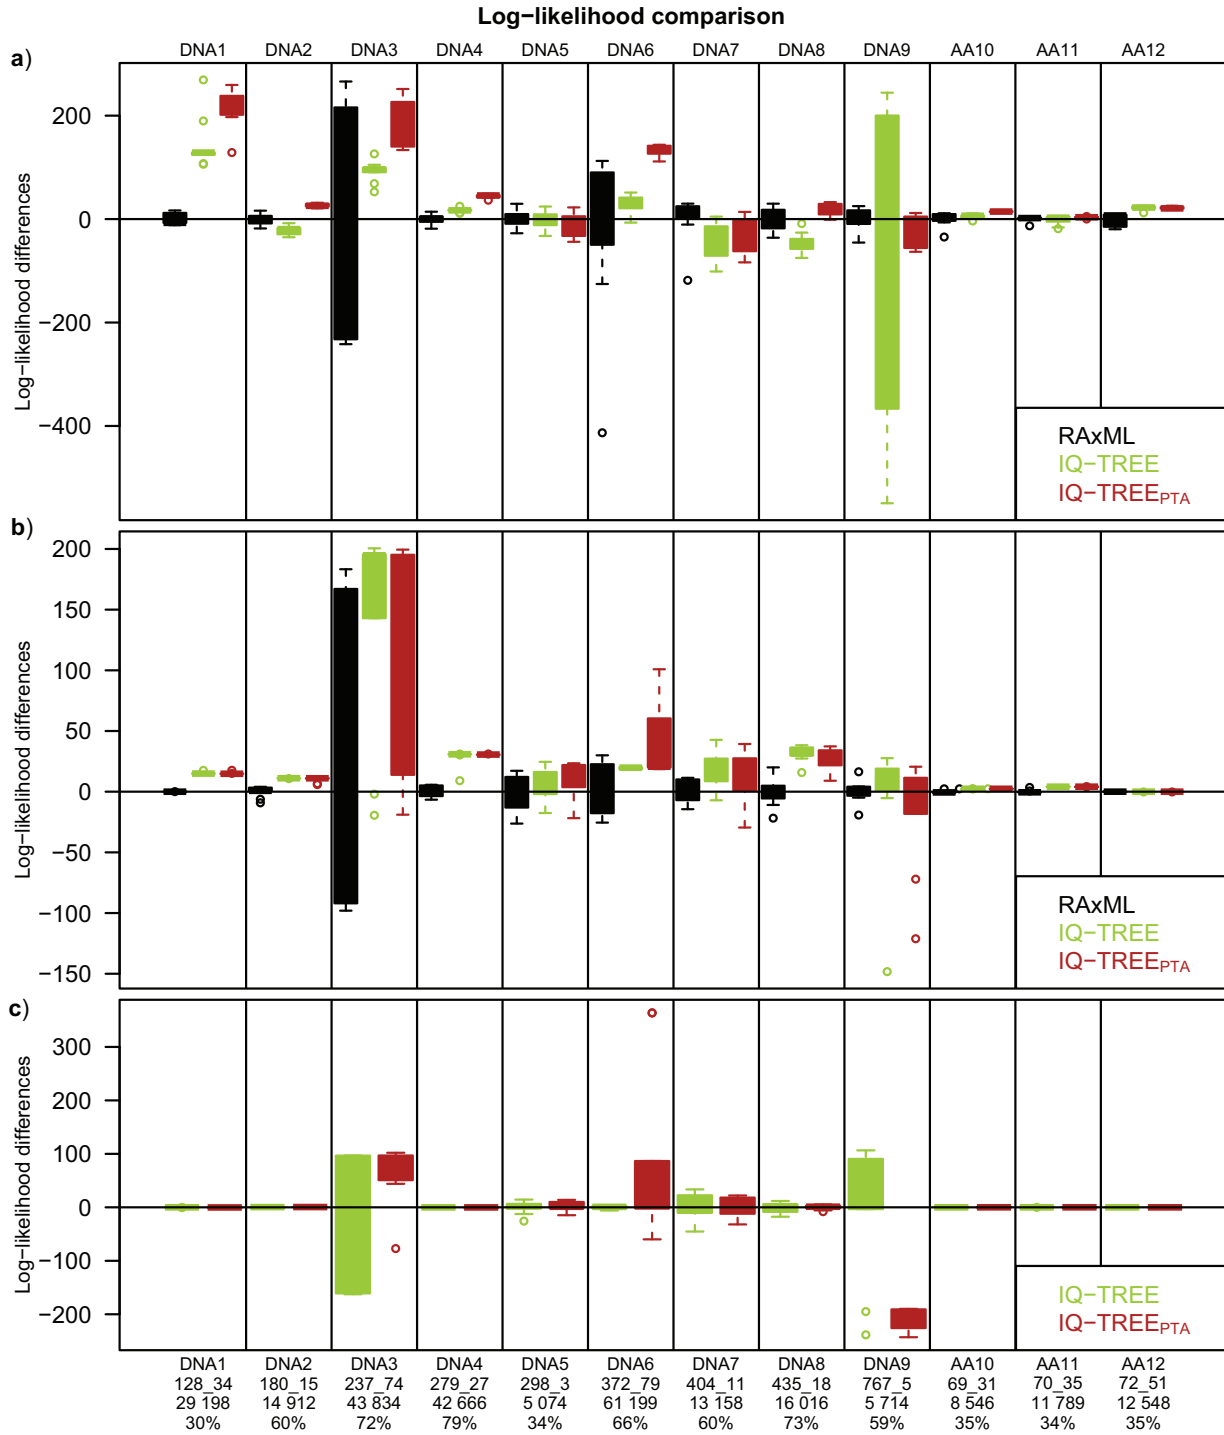 Log−likelihood comparison
a) DNA1 DNA2 DNA3 DNA4 DNA5 DNA6 DNA7 DNA8 DNA9 AA10 AA11 AA12
Log−likelihood differences
200
0
−200
−400
RAxML
IQ−TREE
IQ−TREEPTA
b)
Log−likelihood differences
200
150
100
50
0
−50
−100
−150
RAxML
IQ−TREE
IQ−TREEPTA
c)
Log−likelihood differences
300
200
100
0
−100
−200
IQ−TREE
IQ−TREEPTA
DNA1 DNA2 DNA3 DNA4 DNA5 DNA6 DNA7 DNA8 DNA9 AA10 AA11 AA12
128_34 180_15 237_74 279_27 298_3 372_79 404_11 435_18 767_5 69_31 70_35 72_51
29 198 14 912 43 834 42 666 5 074 61 199 13 158 16 016 5 714 8 546 11 789 12 548
30% 60% 72% 79% 34% 66% 60% 73% 59% 35% 34% 35%